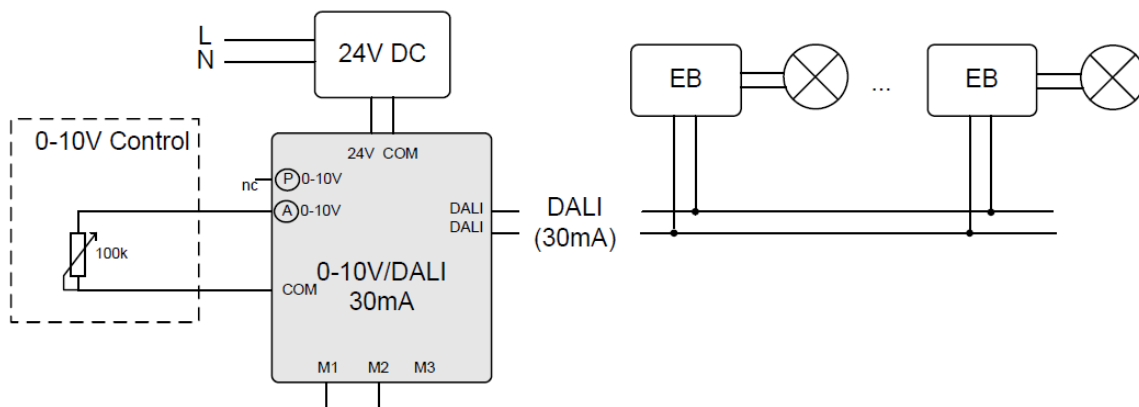 L
N
24V DC
EB
...
EB
0-10V Control
24V COM
nc
P 0-10V
A 0-10V
DALI
DALI
DALI
(30mA)
100k
0-10V/DALI
30mA
COM
M1 M2 M3